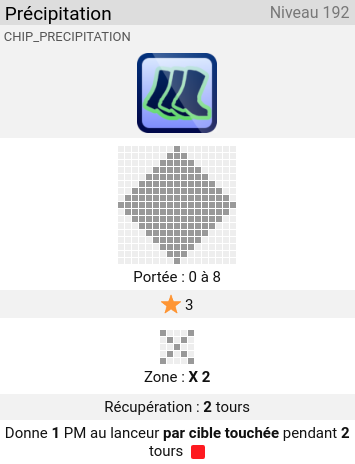 Précipitation
Niveau 192
CHIP_PRECIPITATION
Portée : 0 à 8
3
Zone : X 2
Récupération : 2 tours
Donne 1 PM au lanceur par cible touchée pendant 2
tours